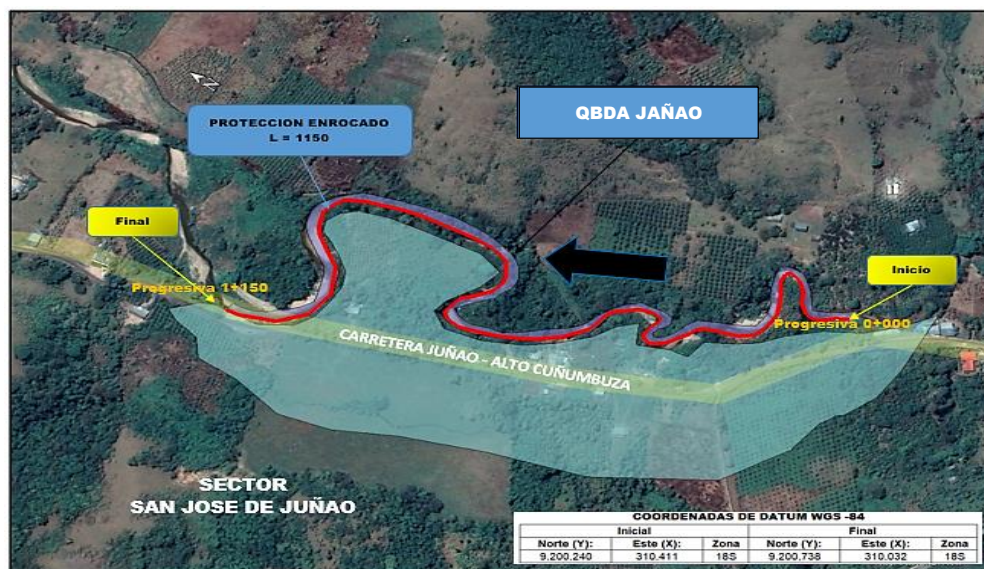 PROTECCION ENROCADO
L = 1150
QBDA JAÑAO
Final
Inicio
Progresiva 1+150
Progresiva 0+000
CARRETERA JUÑAO - ALTO CUÑUMBUZA
SECTOR
SAN JOSE DE JUÑAO
COORDENADAS DE DATUM WGS -84
Inicial Final
Norte (Y): Este (X): Zona Norte (Y): Este (X): Zona
9.200.240 310.411 18S 9.200.738 310.032 18S
N